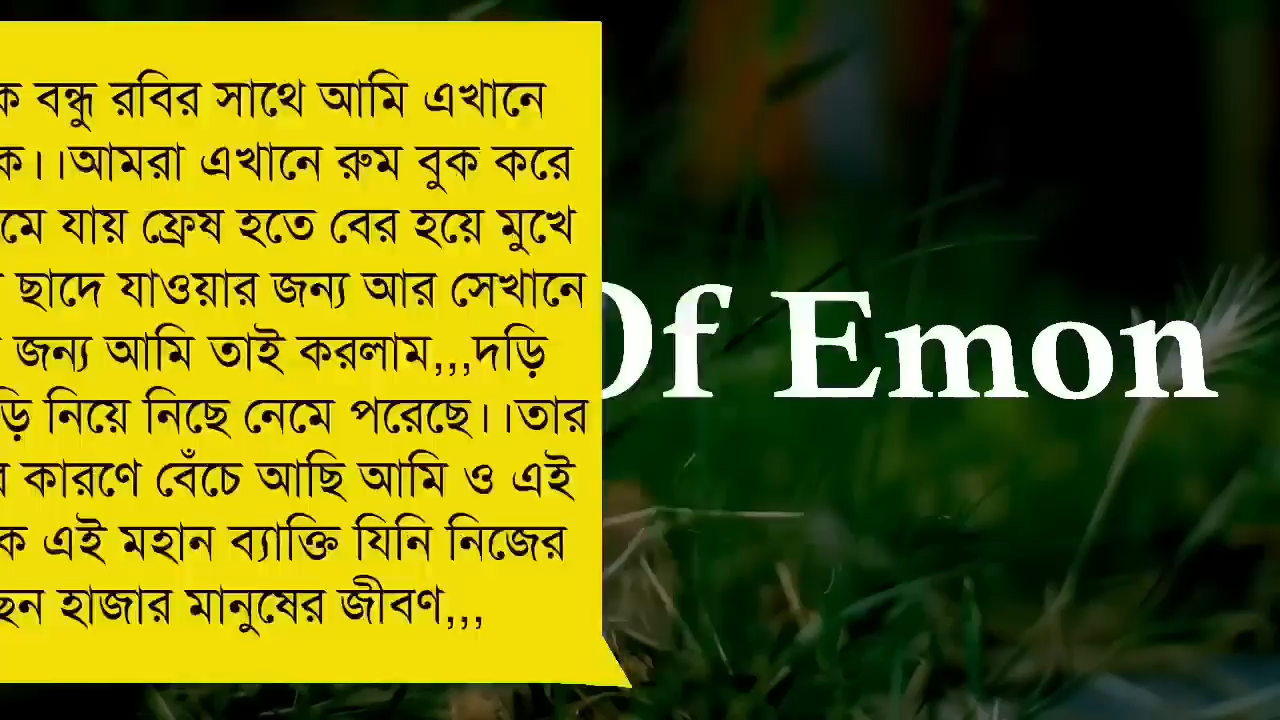 বন্ধু রবির সাথে আমি এখানে
।।আমরা এখানে রুম বুক করে
যায় ফ্রেষ হতে বের হয়ে মুখে
ছাদে যাওয়ার জন্য আর সেখানে
জন্য আমি তাই করলাম,,,দড়ি
নিয়ে নিছে নেমে পরেছে।।তার
কারণে বেঁচে আছি আমি ও এই
এই মহান ব্যাক্তি যিনি নিজের
হাজার মানুষের জীবণ,,,
Of Emon